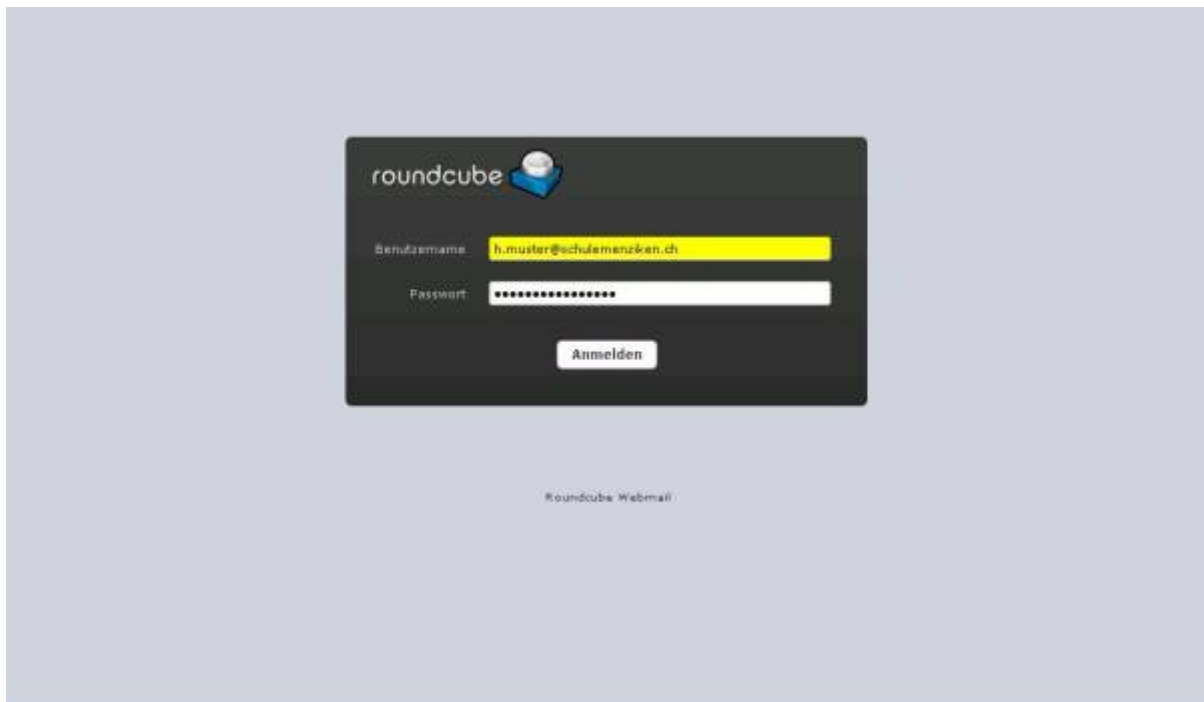 roundcube
Benutzername h.muster@schulemenziken.ch
Passwort ••••••••••••••••
Anmelden
Roundcube Webmail